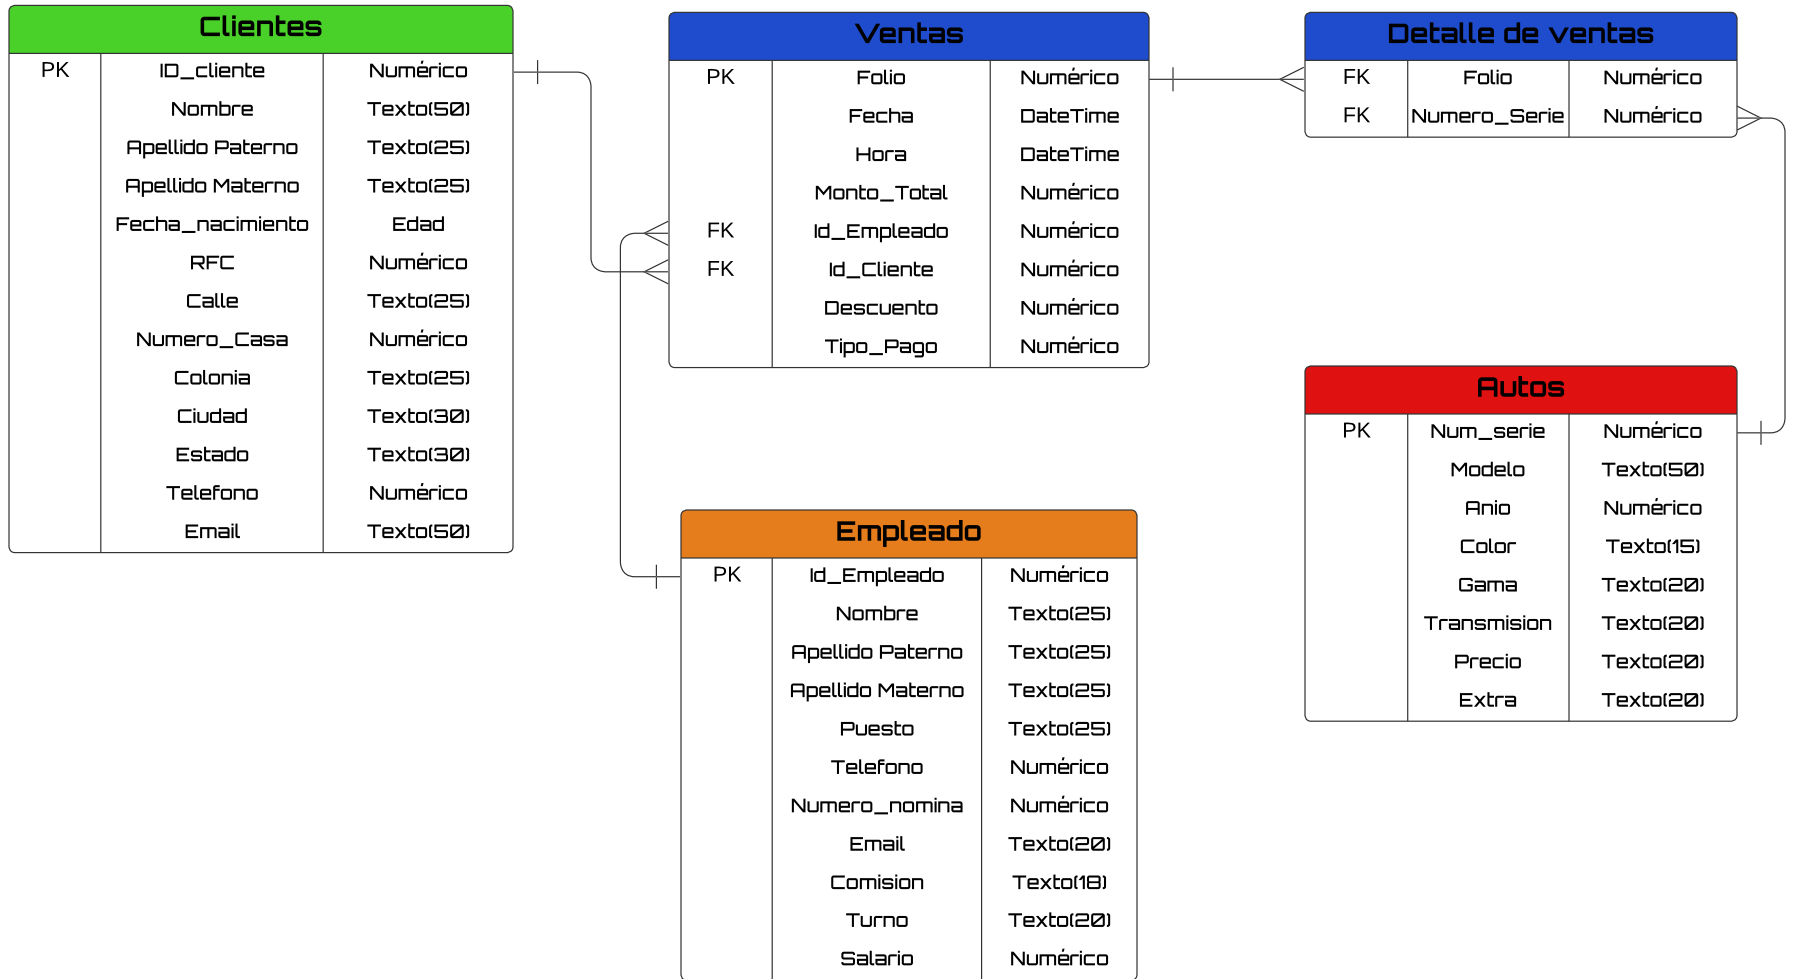 Clientes
PK ID_cliente Numérico
Nombre Texto(50)
Apellido Paterno Texto(25)
Apellido Materno Texto(25)
Fecha_nacimiento Edad
RFC Numérico
Calle Texto(25)
Numero_Casa Numérico
Colonia Texto(25)
Ciudad Texto(30)
Estado Texto(30)
Telefono Numérico
Email Texto(50)
Ventas
PK Folio Numérico
Fecha DateTime
Hora DateTime
Monto_Total Numérico
FK Id_Empleado Numérico
FK Id_Cliente Numérico
Descuento Numérico
Tipo_Pago Numérico
Detalle de ventas
FK Folio Numérico
FK Numero_Serie Numérico
Empleado
PK Id_Empleado Numérico
Nombre Texto(25)
Apellido Paterno Texto(25)
Apellido Materno Texto(25)
Puesto Texto(25)
Telefono Numérico
Numero_nomina Numérico
Email Texto(20)
Comision Texto(18)
Turno Texto(20)
Salario Numérico
Autos
PK Num_serie Numérico
Modelo Texto(50)
Anio Numérico
Color Texto(15)
Gama Texto(20)
Transmision Texto(20)
Precio Texto(20)
Extra Texto(20)